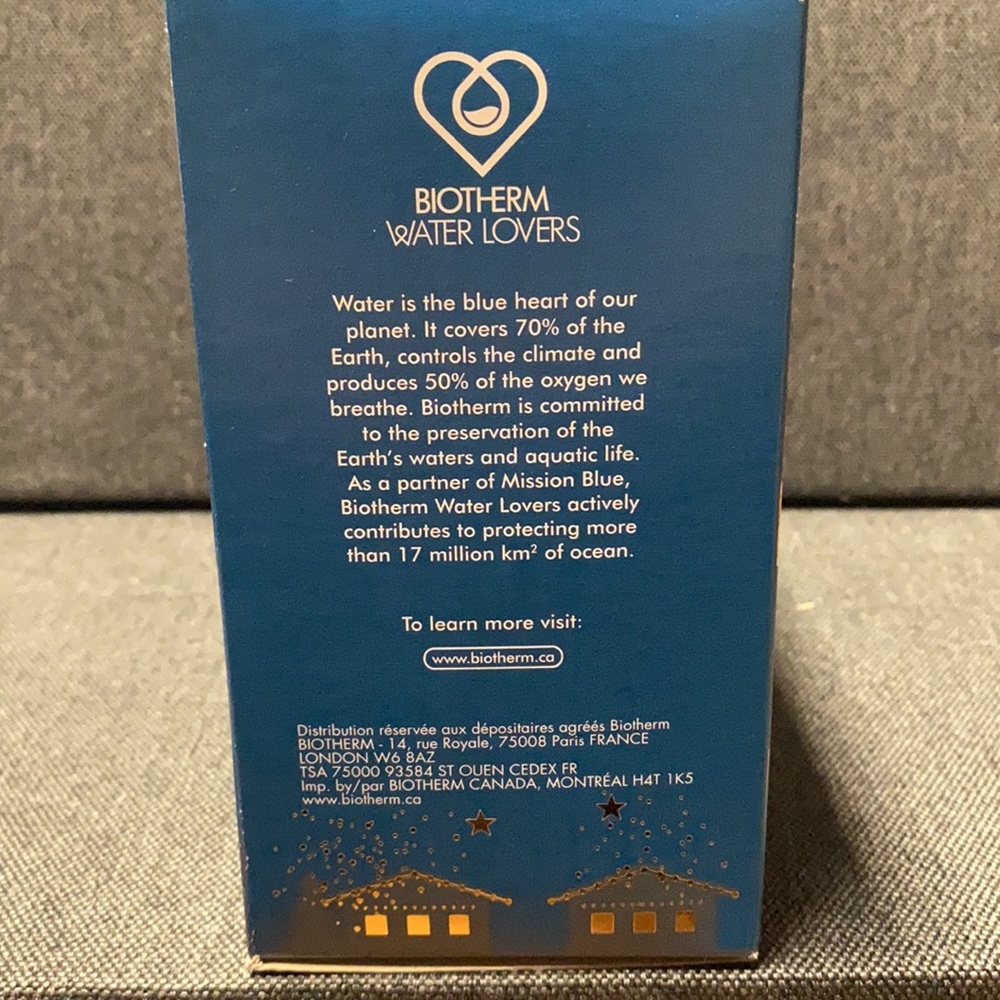 BIOTHERM
WATER LOVERS
Water is the blue heart of our
planet. It covers 70% of the
Earth, controls the climate and
produces 50% of the oxygen we
breathe. Biotherm is committed
to the preservation of the
Earth's waters and aquatic life.
As a partner of Mission Blue,
Biotherm Water Lovers actively
contributes to protecting more
than 17 million km² of ocean.
To learn more visit:
www.biotherm.ca
Distribution réservée aux dépositaires agréés Biotherm
BIOTHERM - 14, rue Royale, 75008 Paris FRANCE
LONDON W6 8AZ
TSA 75000 93584 ST OUEN CEDEX FR
Imp. by/par BIOTHERM CANADA, MONTRÉAL H4T 1K5
www.biotherm.ca